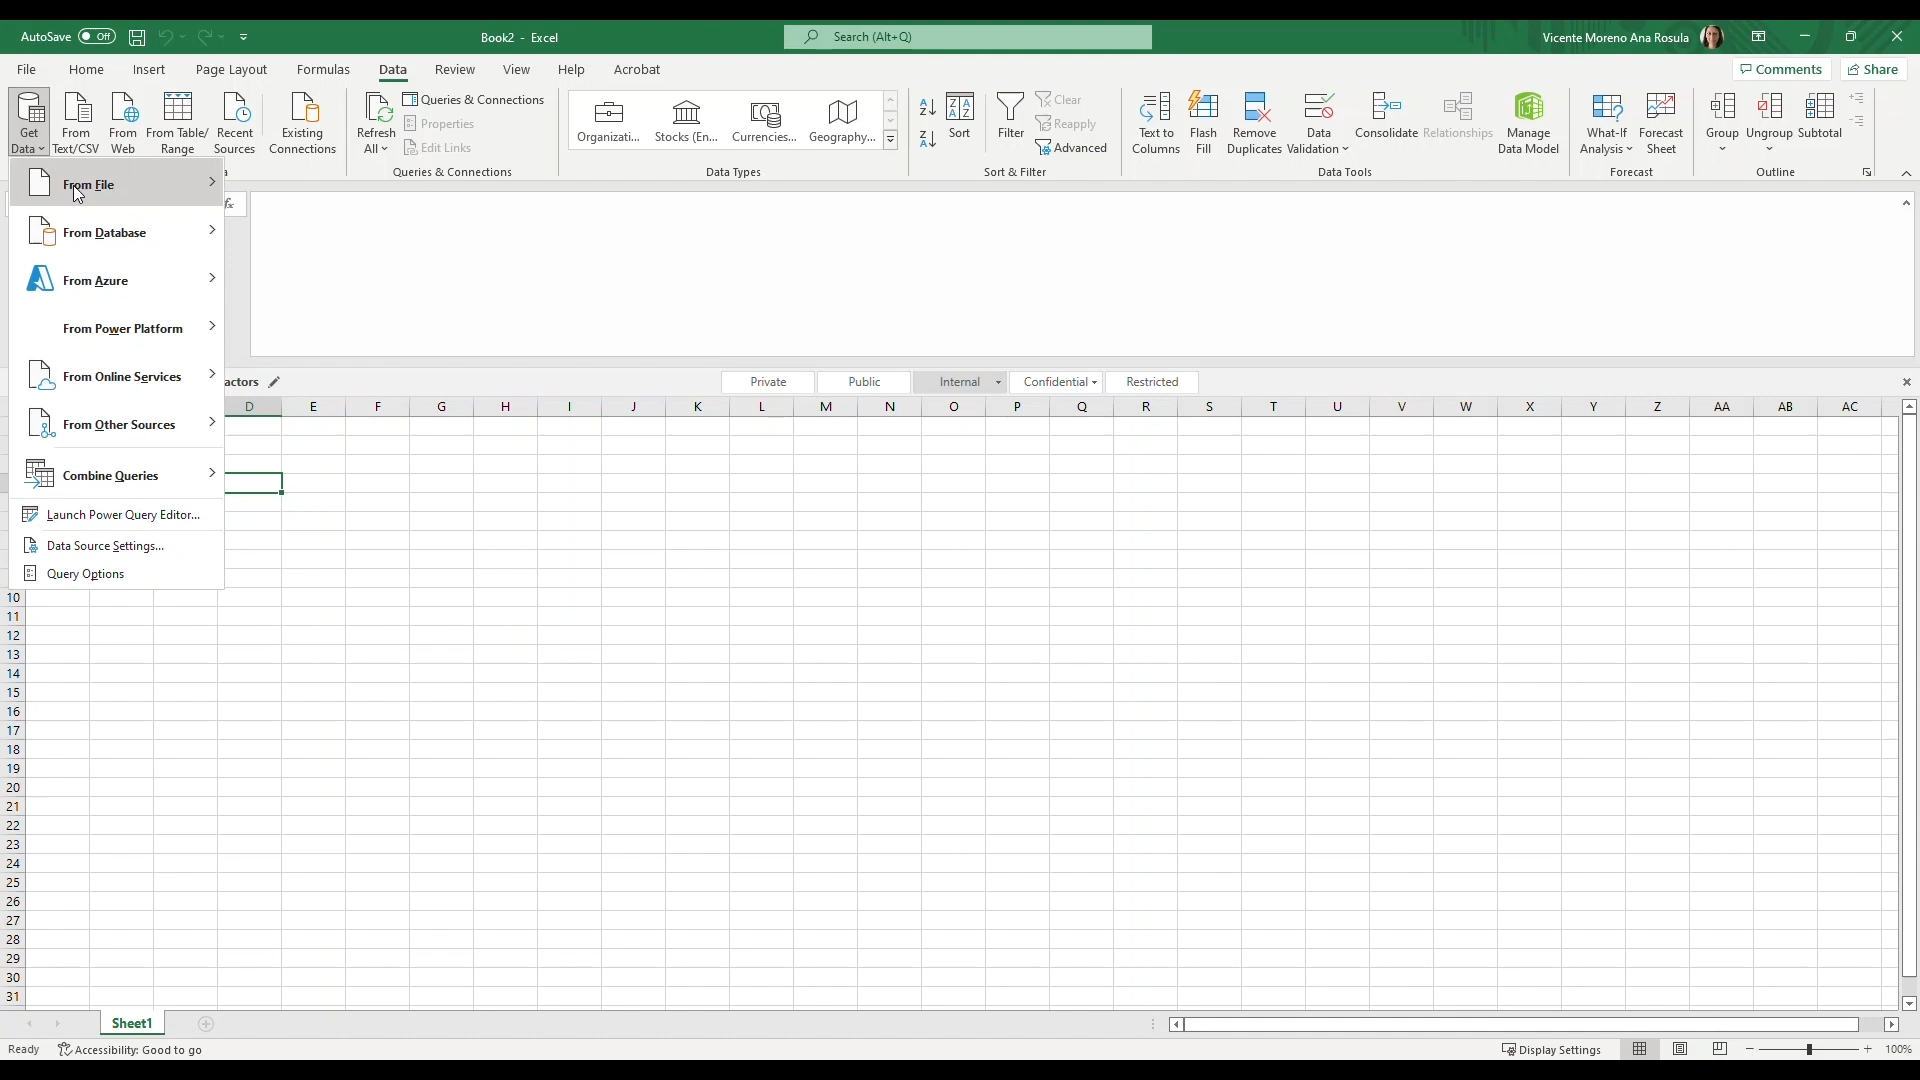 AutoSave Off
Book2 - Excel
Search (Alt+Q)
Vicente Moreno Ana Rosula
File Home Insert Page Layout Formulas Data Review View Help Acrobat
Comments Share
Get Data
From Text/CSV
From Web
From Table/ Range
Recent Sources
Existing Connections
Refresh All
Queries & Connections
Properties
Edit Links
Queries & Connections
Organizati...
Stocks (En...
Currencies...
Geography...
Data Types
Sort
Filter
Clear
Reapply
Advanced
Sort & Filter
Text to Columns
Flash Fill
Remove Duplicates
Data Validation
Consolidate
Relationships
Manage Data Model
Data Tools
What-If Analysis
Forecast Sheet
Forecast
Group
Ungroup
Subtotal
Outline
From File
From Database
From Azure
From Power Platform
From Online Services
From Other Sources
Combine Queries
Launch Power Query Editor...
Data Source Settings...
Query Options
fx
actors
Private Public Internal Confidential Restricted
D E F G H I J K L M N O P Q R S T U V W X Y Z AA AB AC
10
11
12
13
14
15
16
17
18
19
20
21
22
23
24
25
26
27
28
29
30
31
Sheet1
Ready Accessibility: Good to go
Display Settings
100%